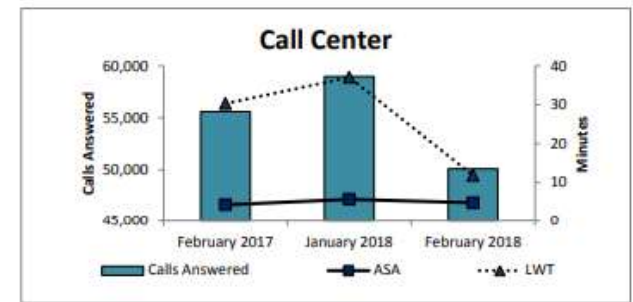 Call Center
60,000
55,000
50,000
45,000
Calls Answered
40
30
20
10
0
Minutes
February 2017 January 2018 February 2018
Calls Answered ASA LWT